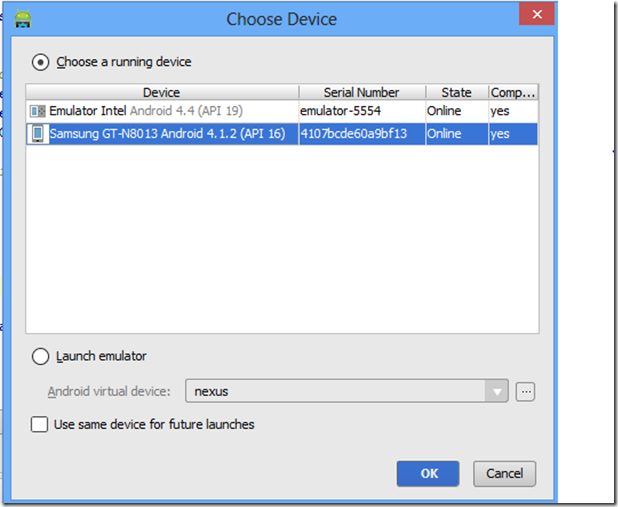 Choose Device
Choose a running device
Device Serial Number State Comp...
Emulator Intel Android 4.4 (API 19) emulator-5554 Online yes
Samsung GT-N8013 Android 4.1.2 (API 16) 4107bcde60a9bf13 Online yes
Launch emulator
Android virtual device: nexus ...
Use same device for future launches
OK Cancel